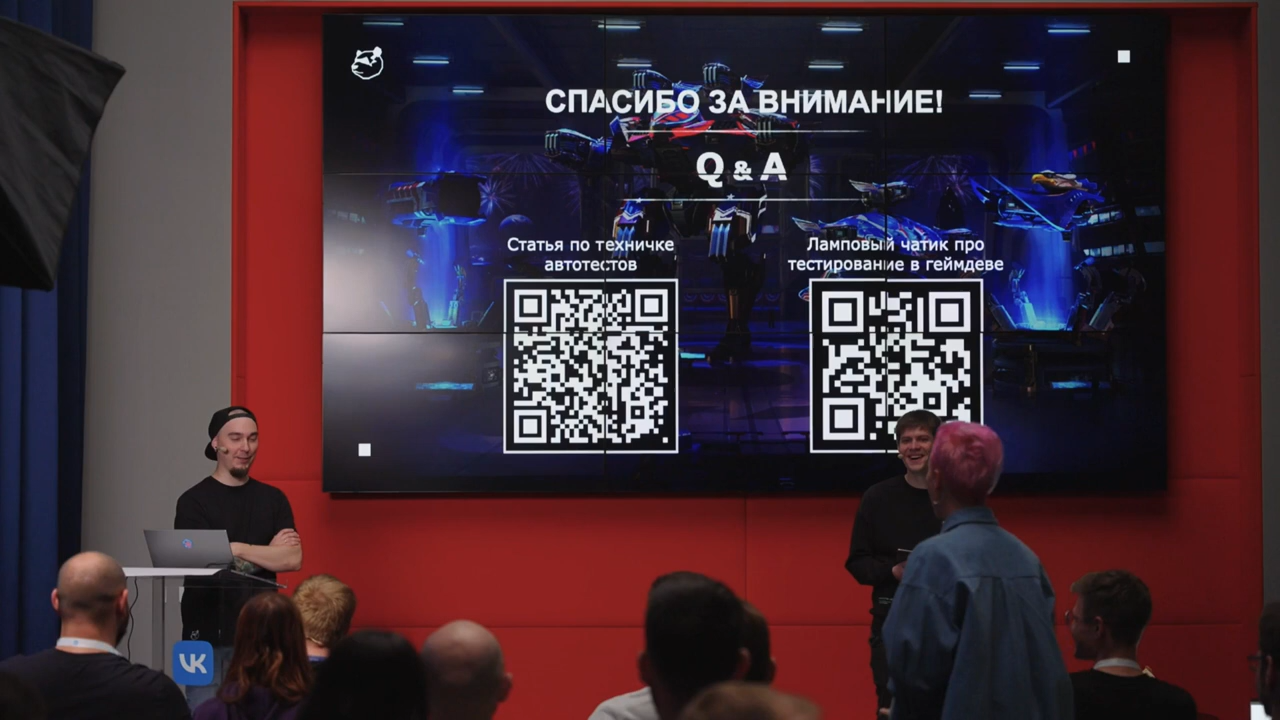 СПАСИБО ЗА ВНИМАНИЕ!
Q & A
Статья по техничке
автотестов
Ламповый чатик про
тестирование в геймдеве
VK